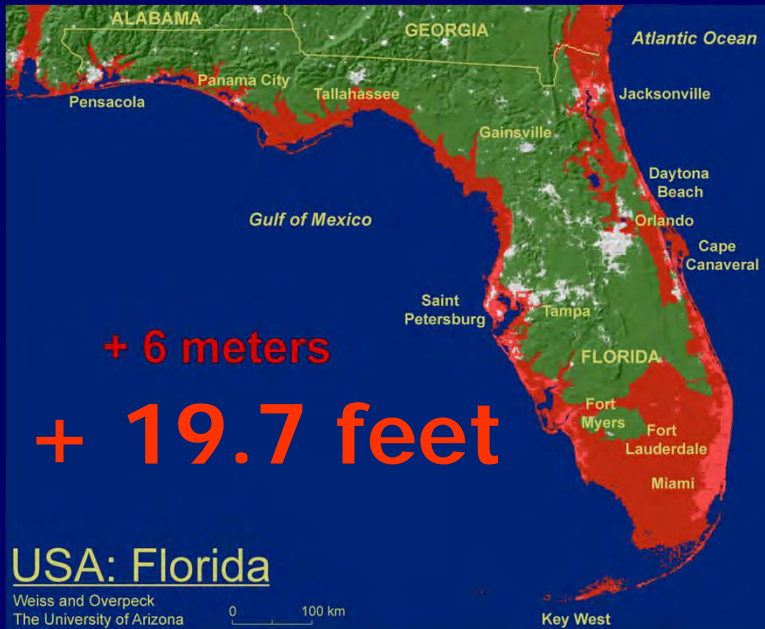 ALABAMA
GEORGIA
Atlantic Ocean
Pensacola
Panama City
Tallahassee
Jacksonville
Gainsville
Daytona
Beach
Gulf of Mexico
Orlando
Cape
Canaveral
Saint
Petersburg
Tampa
+ 6 meters
FLORIDA
+ 19.7 feet
Fort
Myers
Fort
Lauderdale
Miami
USA: Florida
Weiss and Overpeck
The University of Arizona
0 100 km
Key West